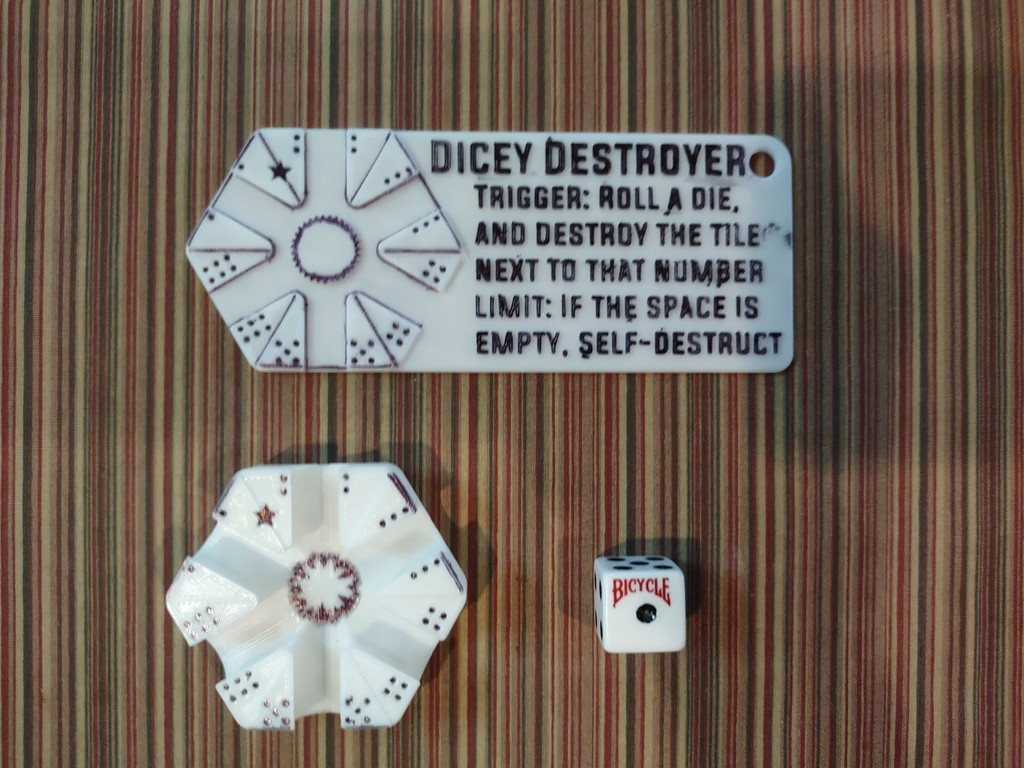 DICEY DESTROYER
TRIGGER: ROLL A DIE,
AND DESTROY THE TILE
NEXT TO THAT NUMBER
LIMIT: IF THE SPACE IS
EMPTY, SELF-DESTRUCT
BICYCLE